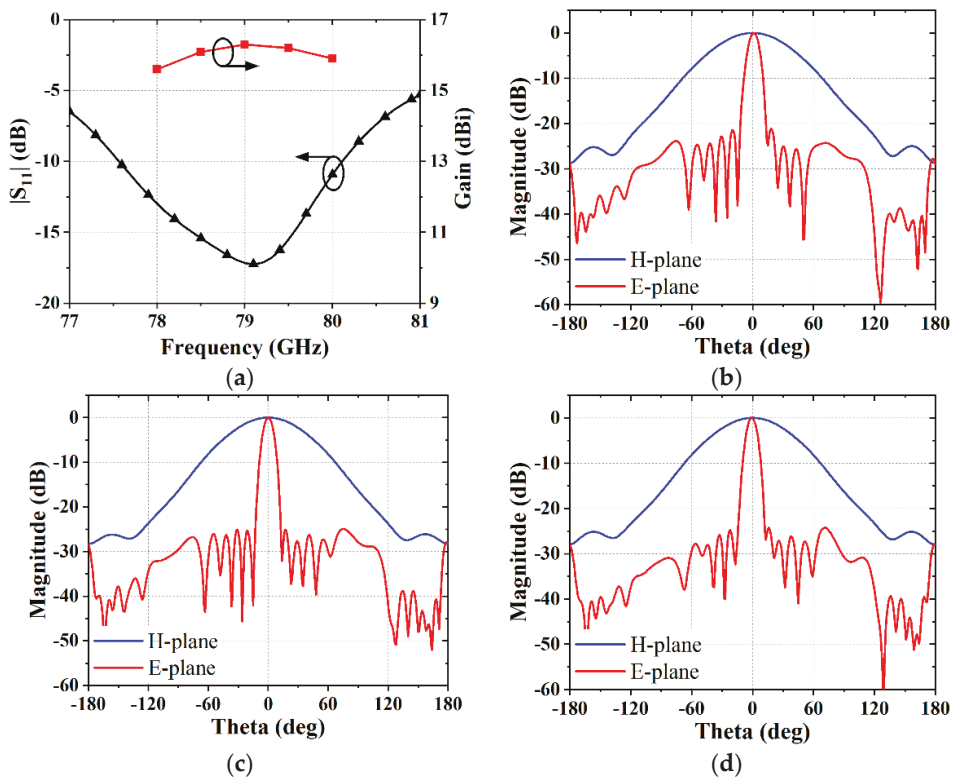 0
-5
-10
-15
-20
|S11| (dB)
17
15
13
11
9
Gain (dBi)
77 78 79 80 81
Frequency (GHz)
(a)
0
-10
-20
-30
-40
-50
-60
Magnitude (dB)
H-plane
E-plane
-180 -120 -60 0 60 120 180
Theta (deg)
(b)
0
-10
-20
-30
-40
-50
-60
Magnitude (dB)
H-plane
E-plane
-180 -120 -60 0 60 120 180
Theta (deg)
(c)
0
-10
-20
-30
-40
-50
-60
Magnitude (dB)
H-plane
E-plane
-180 -120 -60 0 60 120 180
Theta (deg)
(d)